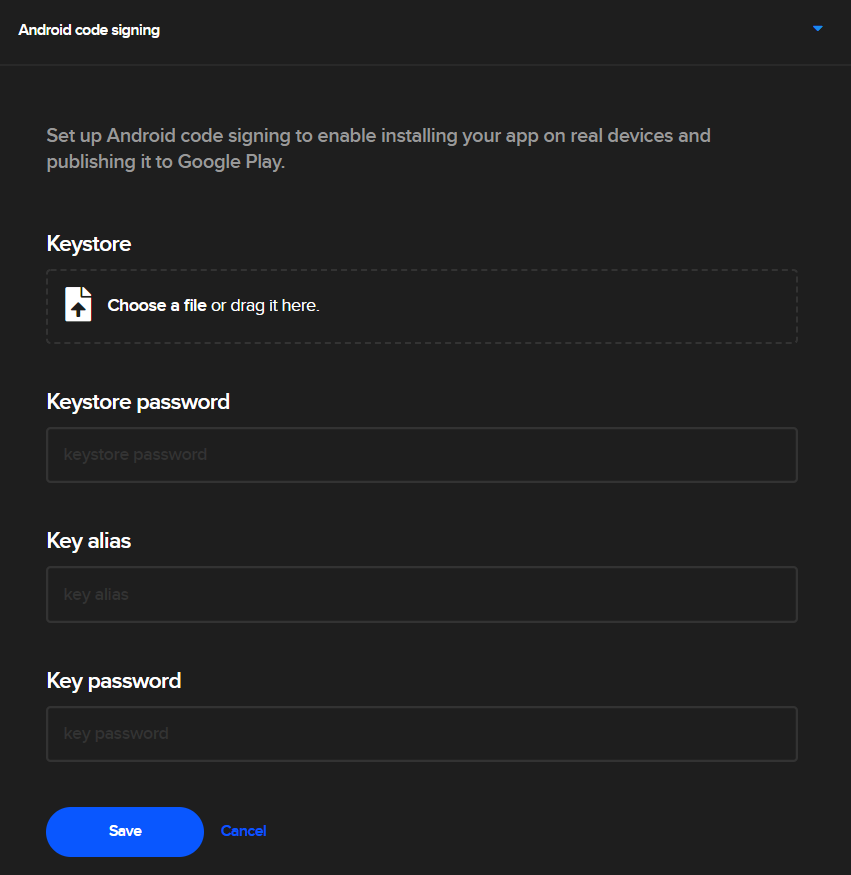 Android code signing
Set up Android code signing to enable installing your app on real devices and
publishing it to Google Play.
Keystore
Choose a file or drag it here.
Keystore password
keystore password
Key alias
key alias
Key password
key password
Save
Cancel